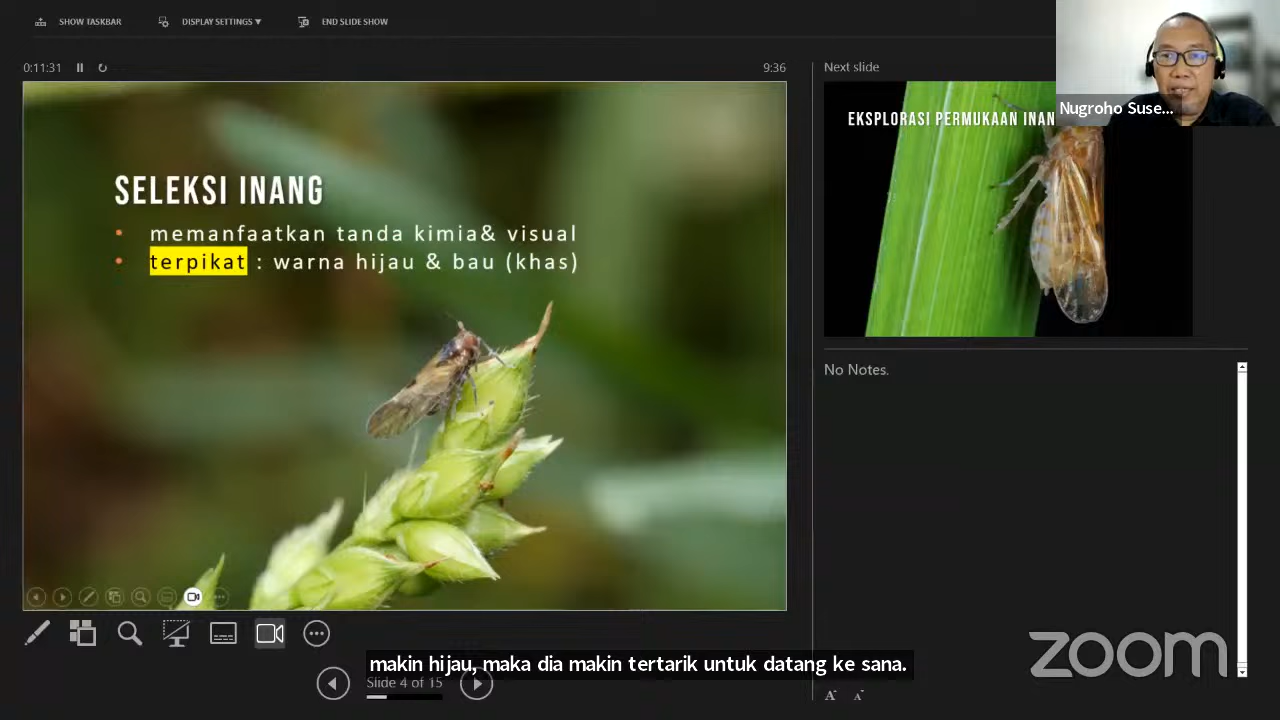 SHOW TASKBAR
DISPLAY SETTINGS ▼
END SLIDE SHOW
0:11:31
9:36
Next slide
SELEKSI INANG
• memanfaatkan tanda kimia& visual
• terpikat : warna hijau & bau (khas)
EKSPLORASI PERMUKAAN INAN
Nugroho Suse...
No Notes.
makin hijau, maka dia makin tertarik untuk datang ke sana.
Slide 4 of 15
A A
zoom